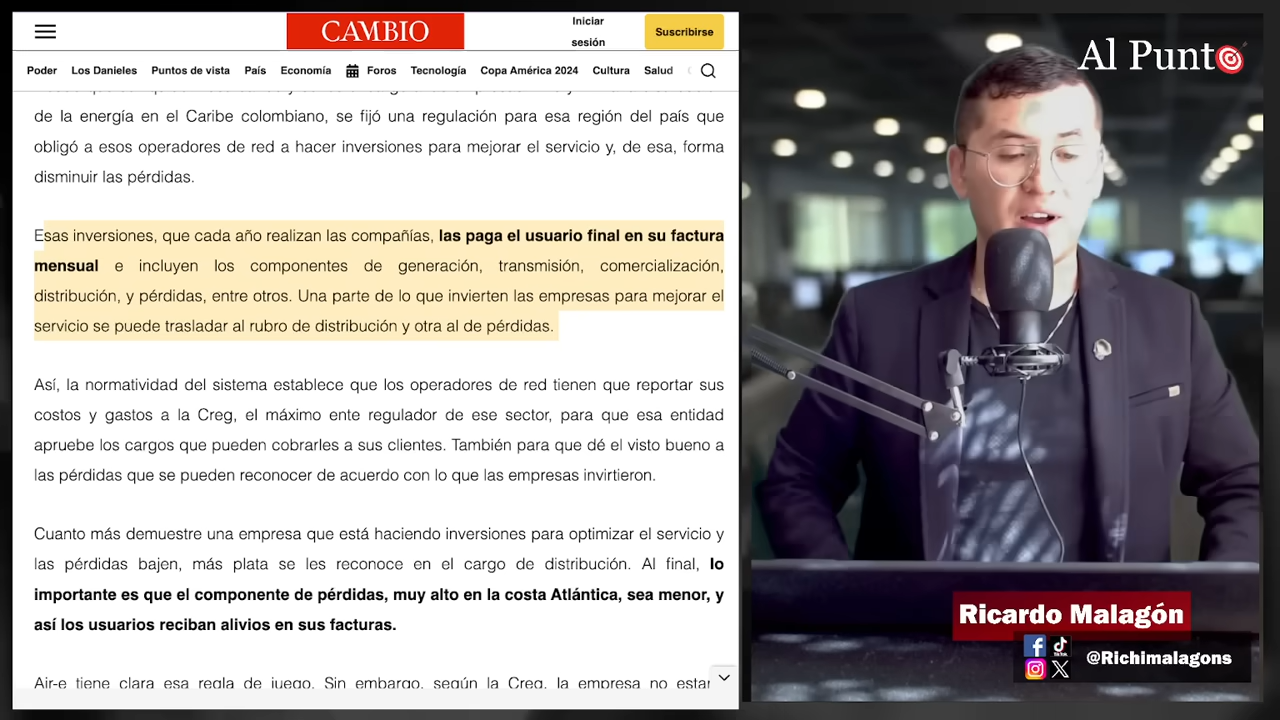 CAMBIO
Iniciar
sesión
Suscribirse
Poder Los Danieles Puntos de vista País Economía Foros Tecnología Copa América 2024 Cultura Salud
de la energía en el Caribe colombiano, se fijó una regulación para esa región del país que
obligó a esos operadores de red a hacer inversiones para mejorar el servicio y, de esa, forma
disminuir las pérdidas.
Esas inversiones, que cada año realizan las compañías, las paga el usuario final en su factura
mensual e incluyen los componentes de generación, transmisión, comercialización,
distribución, y pérdidas, entre otros. Una parte de lo que invierten las empresas para mejorar el
servicio se puede trasladar al rubro de distribución y otra al de pérdidas.
Así, la normatividad del sistema establece que los operadores de red tienen que reportar sus
costos y gastos a la Creg, el máximo ente regulador de ese sector, para que esa entidad
apruebe los cargos que pueden cobrarles a sus clientes. También para que dé el visto bueno a
las pérdidas que se pueden reconocer de acuerdo con lo que las empresas invirtieron.
Cuanto más demuestre una empresa que está haciendo inversiones para optimizar el servicio y
las pérdidas bajen, más plata se les reconoce en el cargo de distribución. Al final, lo
importante es que el componente de pérdidas, muy alto en la costa Atlántica, sea menor, y
así los usuarios reciban alivios en sus facturas.
Air-e tiene clara esa regla de juego. Sin embargo, según la Creg, la empresa no
Al Punto
Ricardo Malagón
@Richimalagons